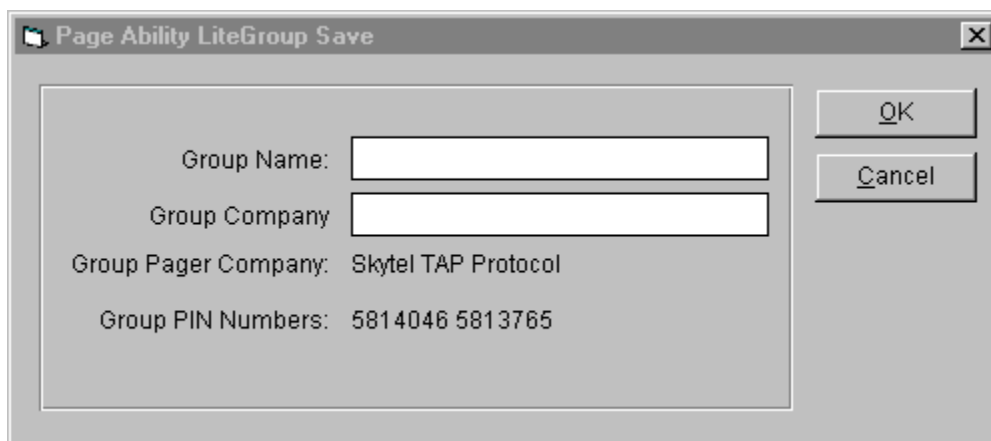 Page Ability LiteGroup Save
OK
Group Name:
Cancel
Group Company
Group Pager Company: Skytel TAP Protocol
Group PIN Numbers: 5814046 5813765